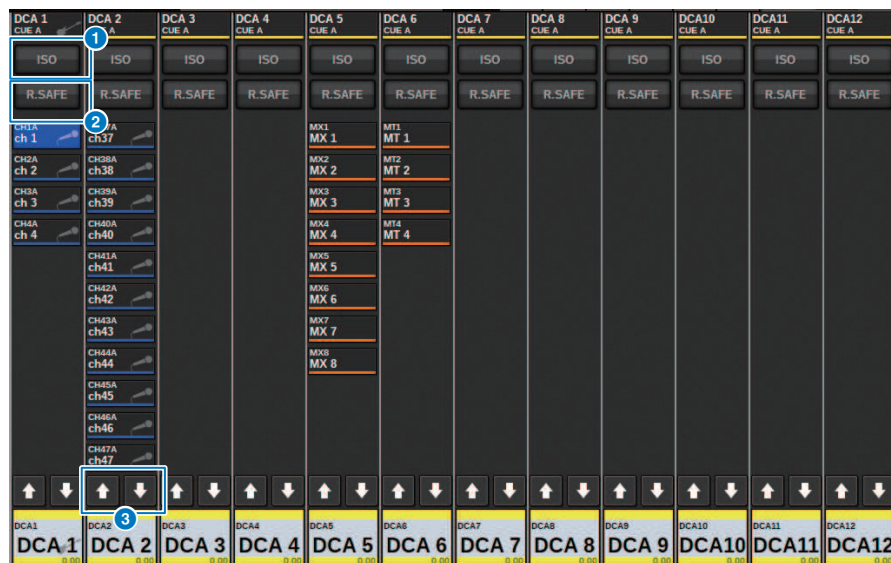 DCA 1 DCA 2 DCA 3 DCA 4 DCA 5 DCA 6 DCA 7 DCA 8 DCA 9 DCA10 DCA11 DCA12
CUE A A CUE A CUE A CUE A CUE A CUE A CUE A CUE A CUE A CUE A CUE A
1
ISO ISO ISO ISO ISO ISO ISO ISO ISO ISO ISO ISO
R.SAFE R.SAFE R.SAFE R.SAFE R.SAFE R.SAFE R.SAFE R.SAFE R.SAFE R.SAFE R.SAFE R.SAFE
2
CH1A 7A MX1 MT1
ch 1 ch37 MX 1 MT 1
CH2A CH38A MX2 MT2
ch 2 ch38 MX 2 MT 2
CH3A CH39A MX3 MT3
ch 3 ch39 MX 3 MT 3
CH4A CH40A MX4 MT4
ch 4 ch40 MX 4 MT 4
CH41A MX5
ch41 MX 5
CH42A MX6
ch42 MX 6
CH43A MX7
ch43 MX 7
CH44A MX8
ch44 MX 8
CH45A
ch45
CH46A
ch46
CH47A
ch47
3
DCA1 DCA2 DCA3 DCA4 DCA5 DCA6 DCA7 DCA8 DCA9 DCA10 DCA11 DCA12
DCA 1 DCA 2 DCA 3 DCA 4 DCA 5 DCA 6 DCA 7 DCA 8 DCA 9 DCA10 DCA11 DCA12